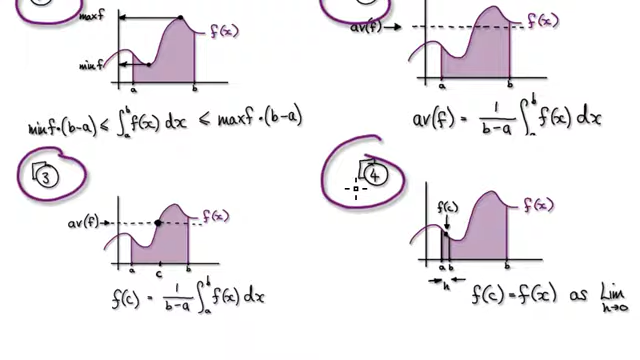 max f
f(x)
min f
a b
min f·(b-a) ≤ ∫ₐᵇ f(x) dx ≤ max f·(b-a)
av(f)
f(x)
a b
av(f) = 1/(b-a) ∫ₐᵇ f(x) dx
3
av(f)
f(x)
a c b
f(c) = 1/(b-a) ∫ₐᵇ f(x) dx
4
f(c)
f(x)
a b b
h
f(c) = f(x) as Lim h→0